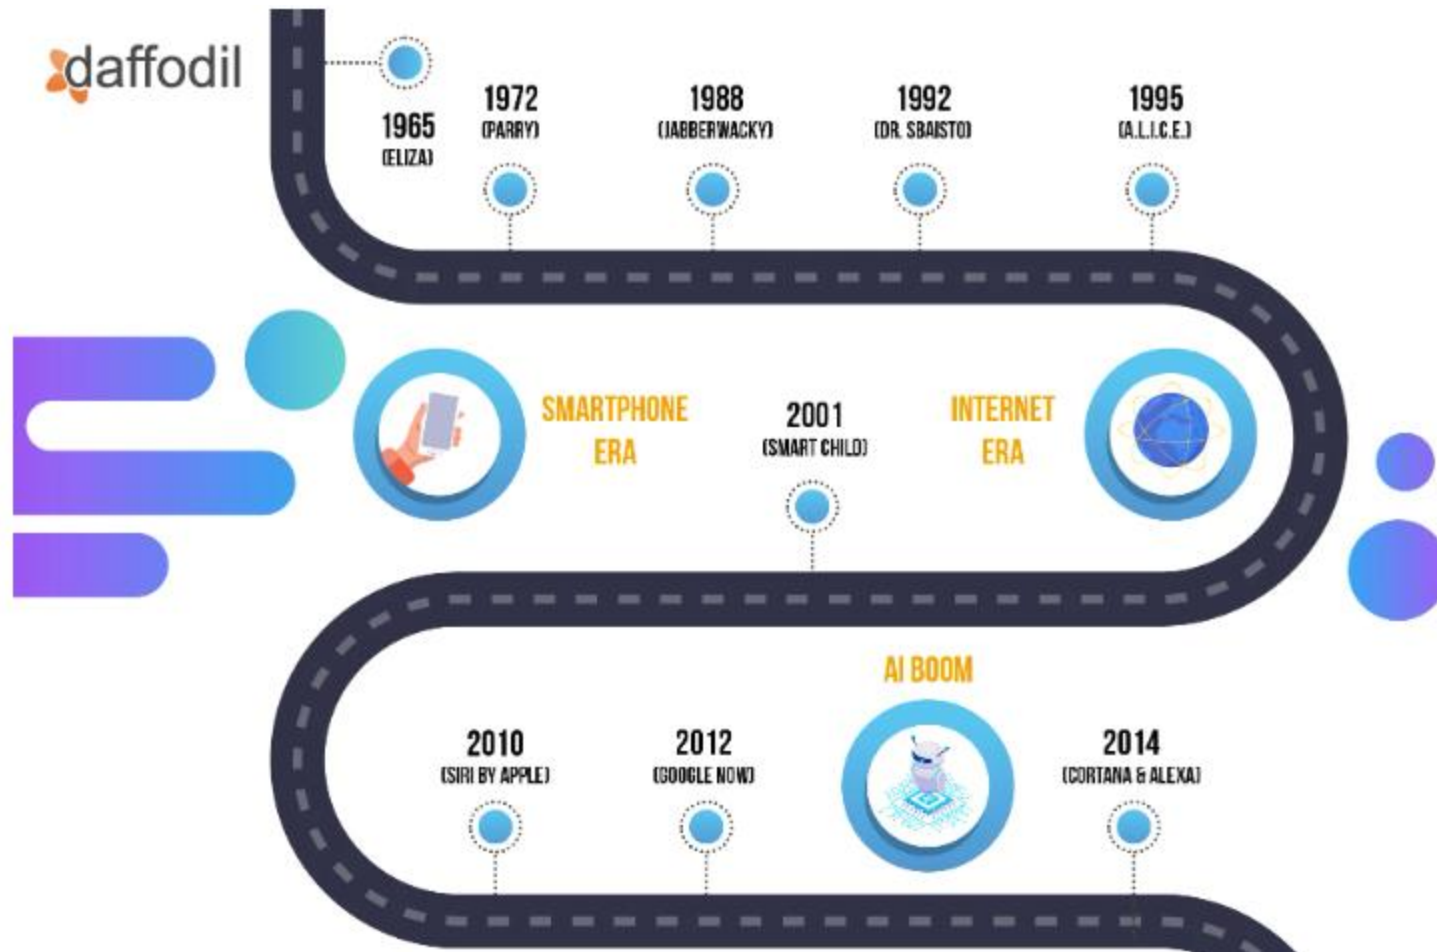 daffodil
1965
(ELIZA)
1972
(PARRY)
1988
(JABBERWACKY)
1992
(DR. SBAISTO)
1995
(A.L.I.C.E.)
SMARTPHONE
ERA
2001
(SMART CHILD)
INTERNET
ERA
AI BOOM
2010
(SIRI BY APPLE)
2012
(GOOGLE NOW)
2014
(CORTANA & ALEXA)